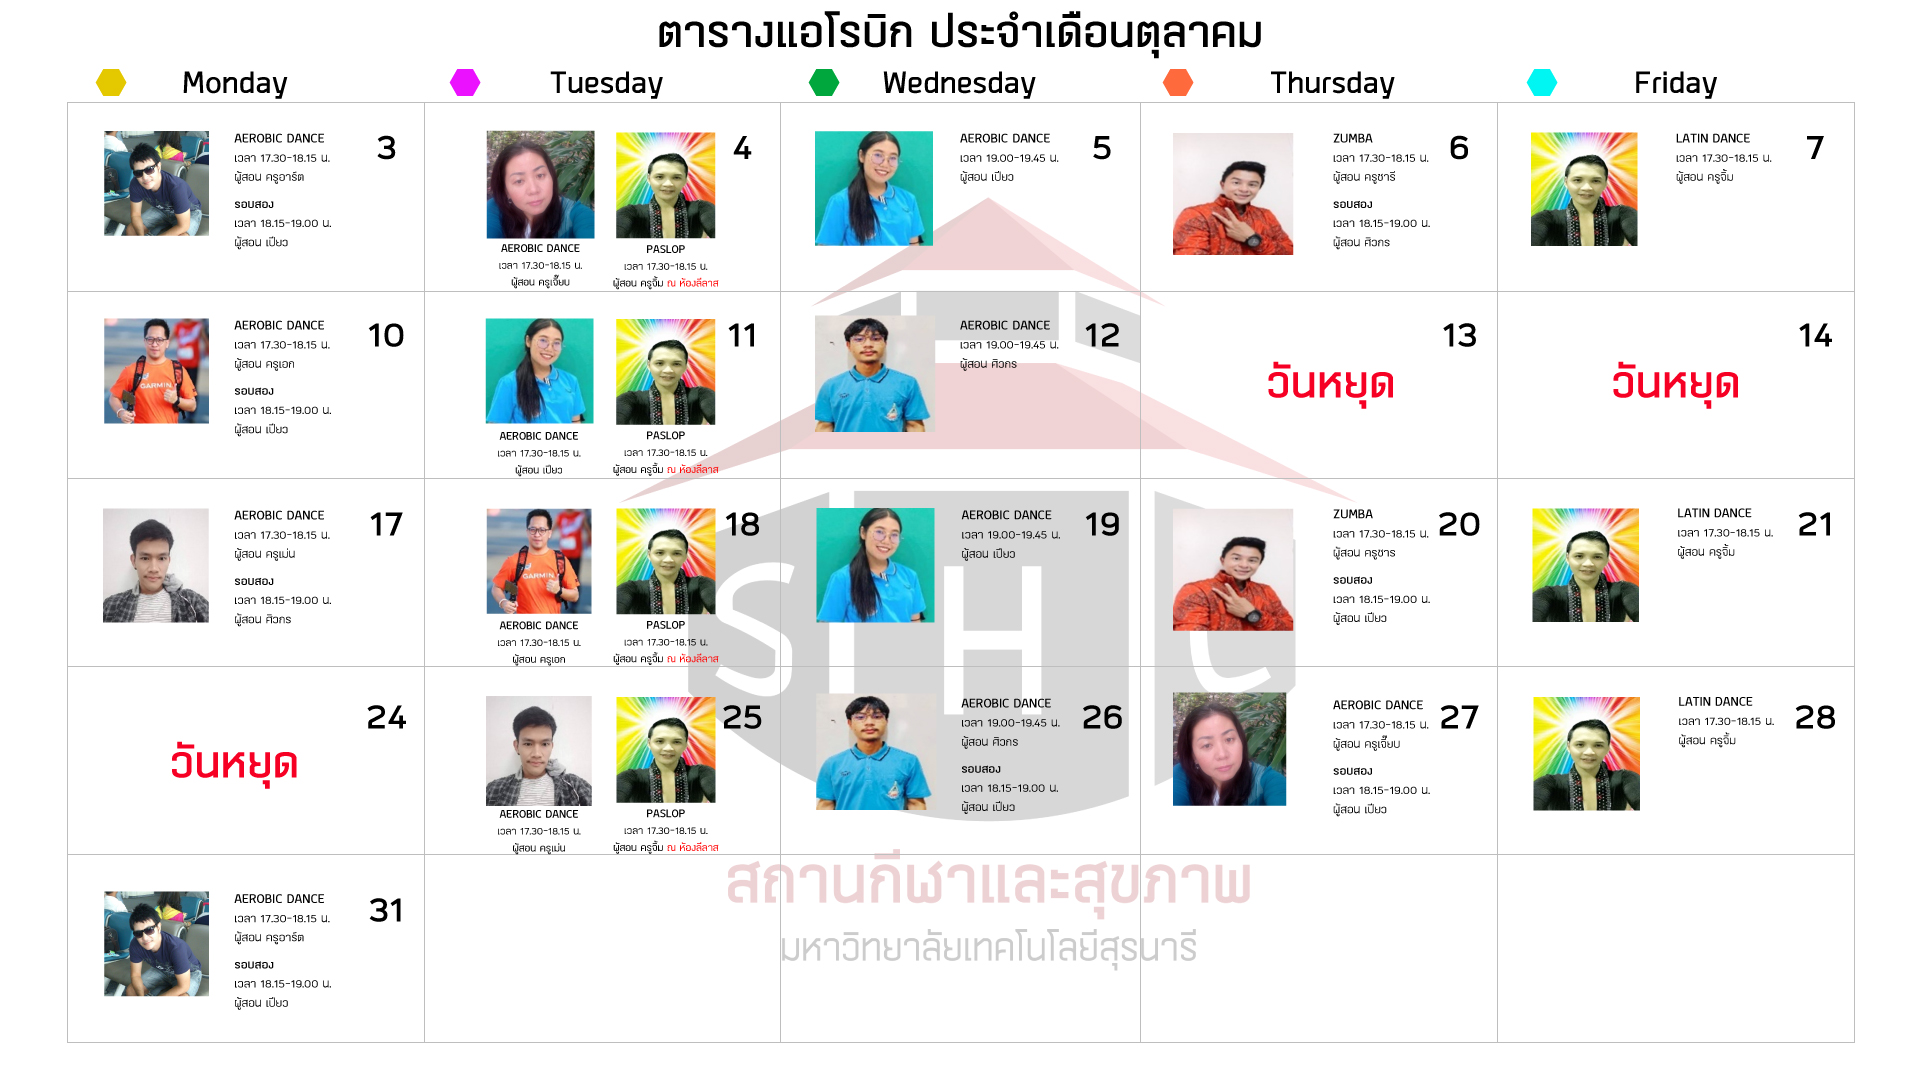 ตารางแอโรบิก ประจำเดือนตุลาคม
Monday
Tuesday
Wednesday
Thursday
Friday
AEROBIC DANCE
เวลา 17.30-18.15 น.
ผู้สอน ครูอาร์ต
รอบสอง
เวลา 18.15-19.00 น.
ผู้สอน เปียว
3
AEROBIC DANCE
เวลา 17.30-18.15 น.
ผู้สอน ครูเจี๊ยบ
PASLOP
เวลา 17.30-18.15 น.
ผู้สอน ครูจิ้ม ณ ห้องลีลาส
4
AEROBIC DANCE
เวลา 19.00-19.45 น.
ผู้สอน เปียว
5
ZUMBA
เวลา 17.30-18.15 น.
ผู้สอน ครูชารี
รอบสอง
เวลา 18.15-19.00 น.
ผู้สอน ศิวกร
6
LATIN DANCE
เวลา 17.30-18.15 น.
ผู้สอน ครูจิ้ม
7
AEROBIC DANCE
เวลา 17.30-18.15 น.
ผู้สอน ครูเอก
รอบสอง
เวลา 18.15-19.00 น.
ผู้สอน เปียว
10
GARMIN
AEROBIC DANCE
เวลา 17.30-18.15 น.
ผู้สอน เปียว
PASLOP
เวลา 17.30-18.15 น.
ผู้สอน ครูจิ้ม ณ ห้องลีลาส
11
AEROBIC DANCE
เวลา 19.00-19.45 น.
ผู้สอน ศิวกร
12
วันหยุด
13
วันหยุด
14
AEROBIC DANCE
เวลา 17.30-18.15 น.
ผู้สอน ครูเม่น
รอบสอง
เวลา 18.15-19.00 น.
ผู้สอน ศิวกร
17
GARMIN
AEROBIC DANCE
เวลา 17.30-18.15 น.
ผู้สอน ครูเอก
PASLOP
เวลา 17.30-18.15 น.
ผู้สอน ครูจิ้ม ณ ห้องลีลาส
18
AEROBIC DANCE
เวลา 19.00-19.45 น.
ผู้สอน เปียว
19
ZUMBA
เวลา 17.30-18.15 น.
ผู้สอน ครูชาร
รอบสอง
เวลา 18.15-19.00 น.
ผู้สอน เปียว
20
LATIN DANCE
เวลา 17.30-18.15 น.
ผู้สอน ครูจิ้ม
21
S H C
วันหยุด
24
AEROBIC DANCE
เวลา 17.30-18.15 น.
ผู้สอน ครูเม่น
PASLOP
เวลา 17.30-18.15 น.
ผู้สอน ครูจิ้ม ณ ห้องลีลาส
25
AEROBIC DANCE
เวลา 19.00-19.45 น.
ผู้สอน ศิวกร
รอบสอง
เวลา 18.15-19.00 น.
ผู้สอน เปียว
26
AEROBIC DANCE
เวลา 17.30-18.15 น.
ผู้สอน ครูเจี๊ยบ
รอบสอง
เวลา 18.15-19.00 น.
ผู้สอน เปียว
27
LATIN DANCE
เวลา 17.30-18.15 น.
ผู้สอน ครูจิ้ม
28
AEROBIC DANCE
เวลา 17.30-18.15 น.
ผู้สอน ครูอาร์ต
รอบสอง
เวลา 18.15-19.00 น.
ผู้สอน เปียว
31
สถานกีฬาและสุขภาพ
มหาวิทยาลัยเทคโนโลยีสุรนารี